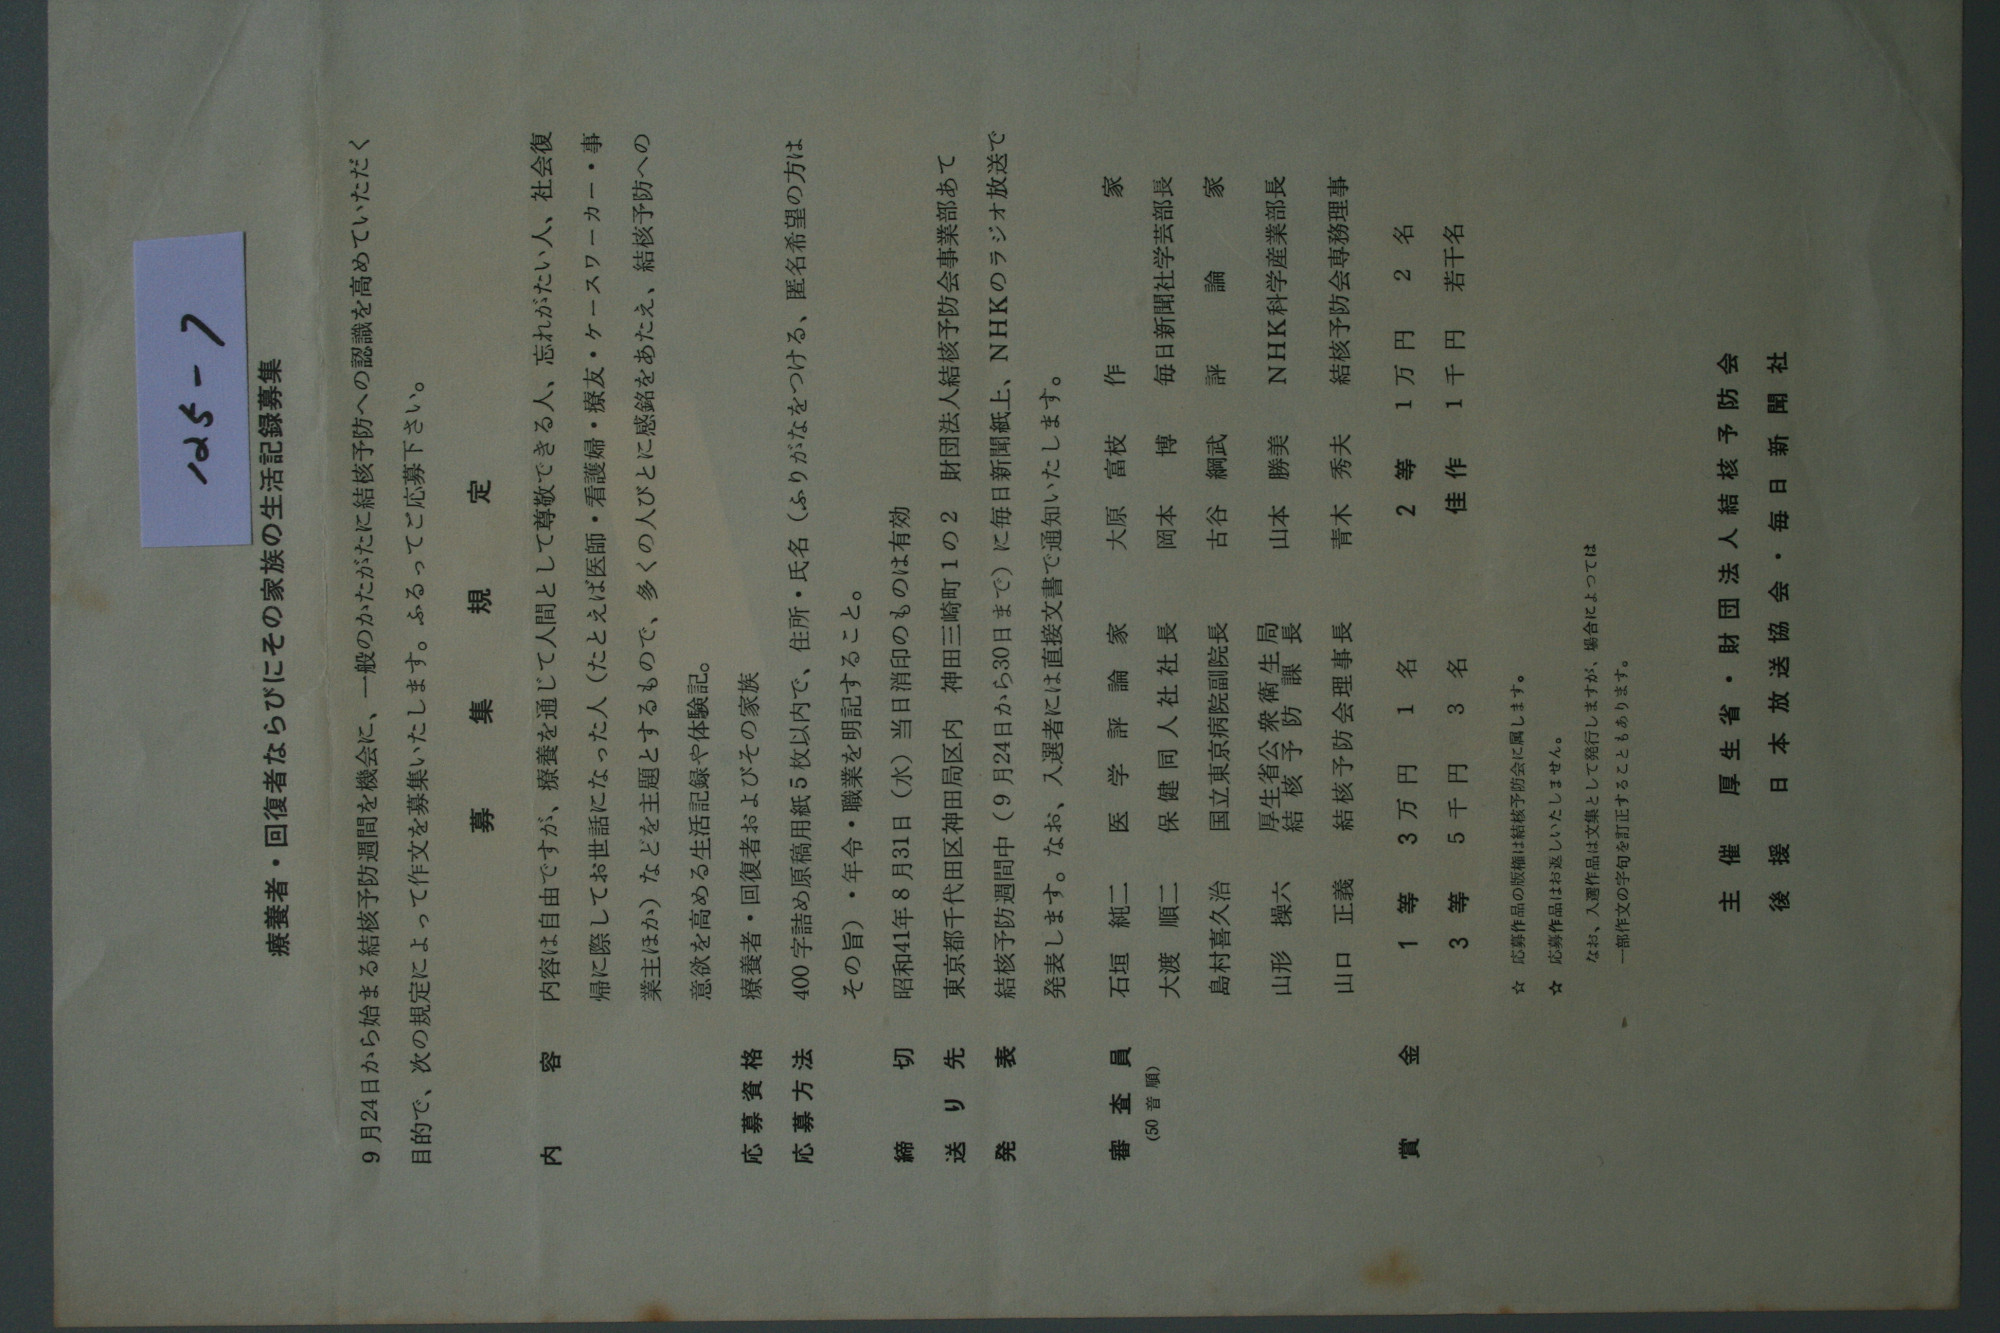 125-7
療養者・回復者ならびにその家族の生活記録募集
9月24日から始まる結核予防週間を機会に、一般のかたがたに結核予防への認識を高めていただく
目的で、次の規定によって作文を募集いたします。ふるってご応募下さい。
募集規定
内容 内容は自由ですが、療養を通じて人間として尊敬できる人、忘れがたい人、社会復
帰に際してお世話になった人（たとえば医師・看護婦・療友・ケースワーカー・事
業主ほか）などを主題とするもので、多くの人びとに感銘をあたえ、結核予防への
意欲を高める生活記録や体験記。
応募資格 療養者・回復者およびその家族
応募方法 400字詰め原稿用紙5枚以内で、住所・氏名（ふりがなをつける、匿名希望の方は
その旨）・年令・職業を明記すること。
締切 昭和41年8月31日（水）当日消印のものは有効
送り先 東京都千代田区神田局区内 神田三崎町1の2 財団法人結核予防会事業部あて
発表 結核予防週間中（9月24日から30日まで）に毎日新聞紙上、NHKのラジオ放送で
発表します。なお、入選者には直接文書で通知いたします。
審査員 石垣純二 医学評論家 大原富枝 作家
(50音順) 大渡順二 保健同人社社長 岡本博 毎日新聞社学芸部長
島村喜久治 国立東京病院副院長 古谷綱武 評論家
山形操六 厚生省公衆衛生局結核予防課長 山本勝美 NHK科学産業部長
山口正義 結核予防会理事長 青木秀夫 結核予防会専務理事
賞金 1等 3万円 1名 2等 1万円 2名
3等 5千円 3名 佳作 1千円 若干名
☆ 応募作品の版権は結核予防会に属します。
☆ 応募作品はお返しいたしません。
なお、入選作品は文集として発行しますが、場合によつては
一部作文の字句を訂正することもあります。
主催 厚生省・財団法人結核予防会
後援 日本放送協会・毎日新聞社